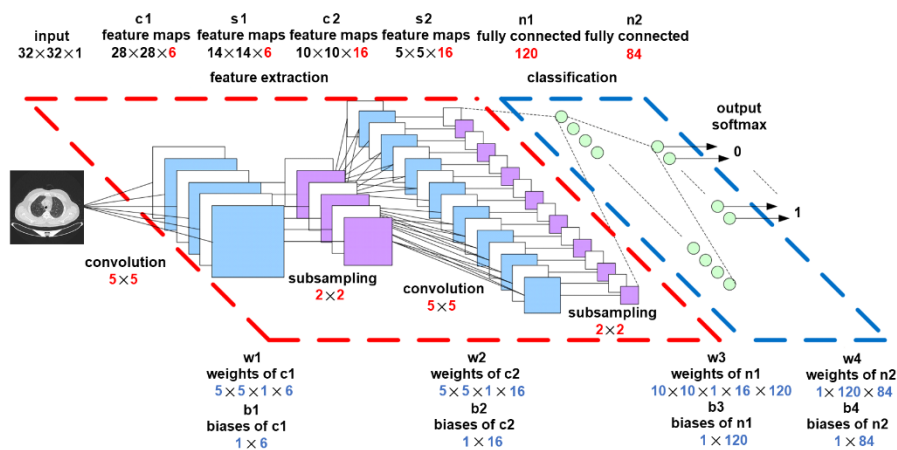 input
32×32×1
c1
feature maps
28×28×6
s1
feature maps
14×14×6
c2
feature maps
10×10×16
s2
feature maps
5×5×16
n1
fully connected
120
n2
fully connected
84
feature extraction
classification
output
softmax
0
1
convolution
5×5
subsampling
2×2
convolution
5×5
subsampling
2×2
w1
weights of c1
5×5×1×6
b1
biases of c1
1×6
w2
weights of c2
5×5×1×16
b2
biases of c2
1×16
w3
weights of n1
10×10×1×16×120
b3
biases of n1
1×120
w4
weights of n2
1×120×84
b4
biases of n2
1×84